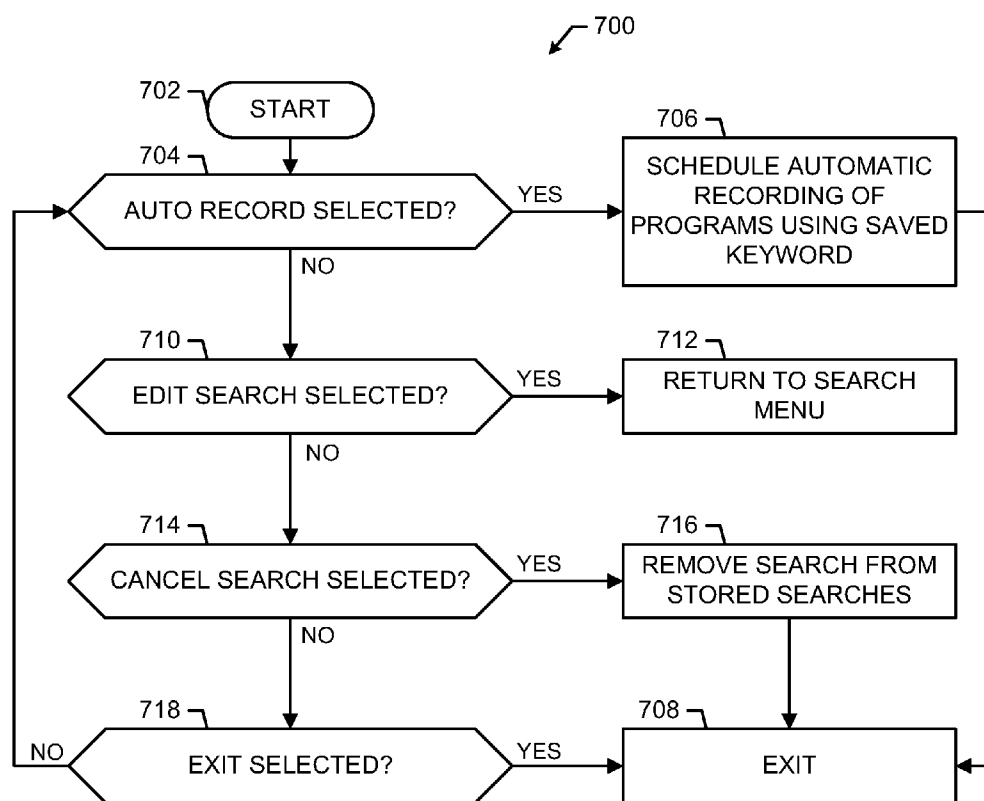 700
702
START
704
AUTO RECORD SELECTED?
YES
706
SCHEDULE AUTOMATIC
RECORDING OF
PROGRAMS USING SAVED
KEYWORD
NO
710
EDIT SEARCH SELECTED?
YES
712
RETURN TO SEARCH
MENU
NO
714
CANCEL SEARCH SELECTED?
YES
716
REMOVE SEARCH FROM
STORED SEARCHES
NO
718
NO
EXIT SELECTED?
YES
708
EXIT